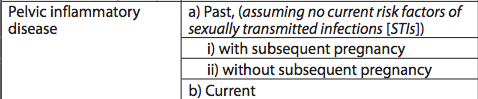 Pelvic inflammatory
disease
a) Past, (assuming no current risk factors of
sexually transmitted infections [STIs])
i) with subsequent pregnancy
ii) without subsequent pregnancy
b) Current